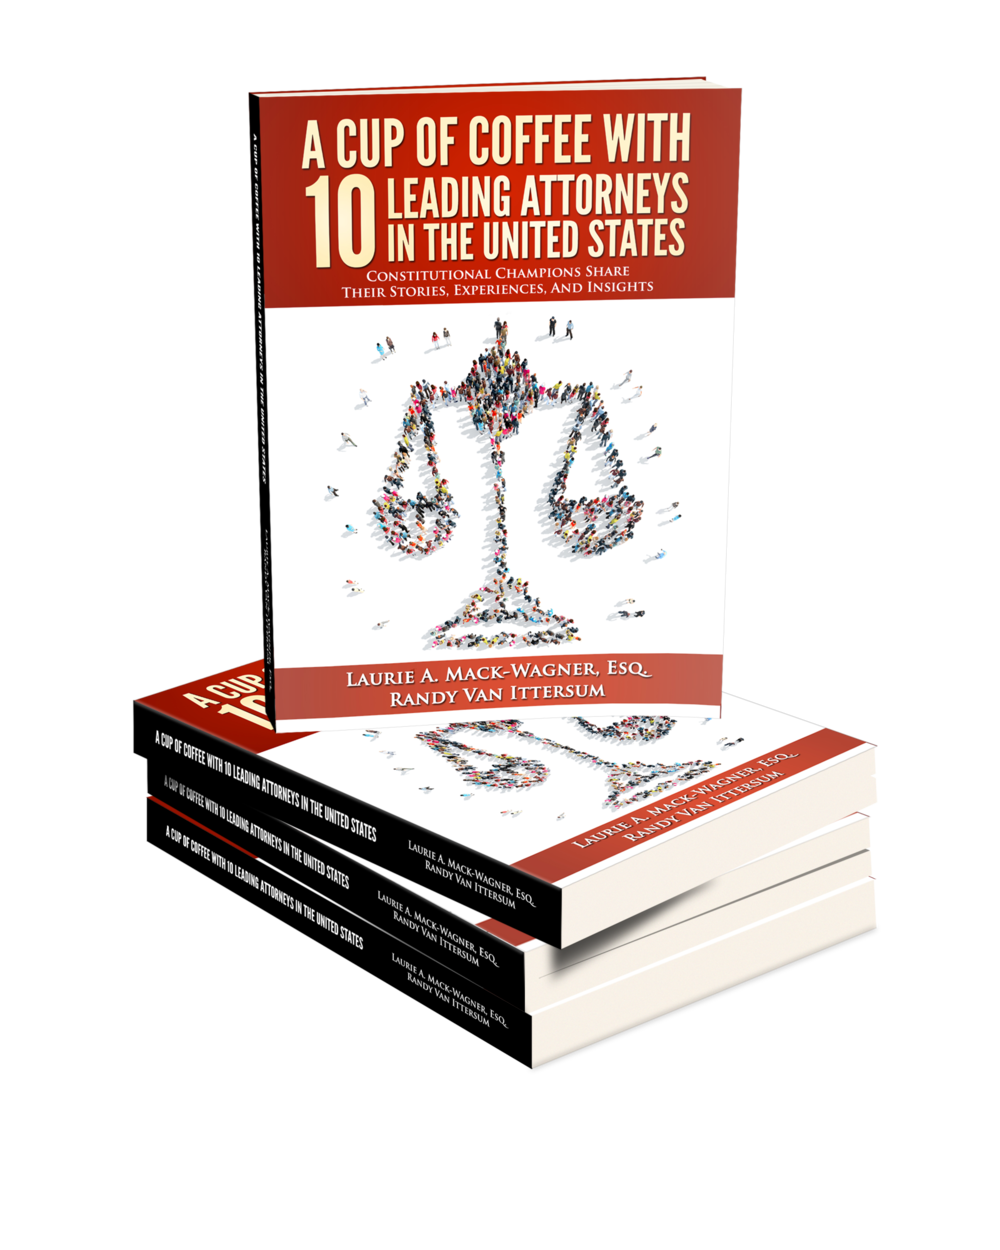 A CUP OF COFFEE WITH
10 LEADING ATTORNEYS
IN THE UNITED STATES
CONSTITUTIONAL CHAMPIONS SHARE
THEIR STORIES, EXPERIENCES, AND INSIGHTS
LAURIE A. MACK-WAGNER, ESQ.
RANDY VAN ITTERSUM
A CUP OF COFFEE WITH 10 LEADING ATTORNEYS IN THE UNITED STATES
A CUP
10
LAURIE A. MACK-WAGNER, ESQ.
RANDY VAN ITTERSUM
A CUP OF COFFEE WITH 10 LEADING ATTORNEYS IN THE UNITED STATES
LAURIE A. MACK-WAGNER, ESQ.
RANDY VAN ITTERSUM
A CUP OF COFFEE WITH 10 LEADING ATTORNEYS IN THE UNITED STATES
LAURIE A. MACK-WAGNER, ESQ.
RANDY VAN ITTERSUM
A CUP OF COFFEE WITH 10 LEADING ATTORNEYS IN THE UNITED STATES
LAURIE A. MACK-WAGNER, ESQ.
RANDY VAN ITTERSUM